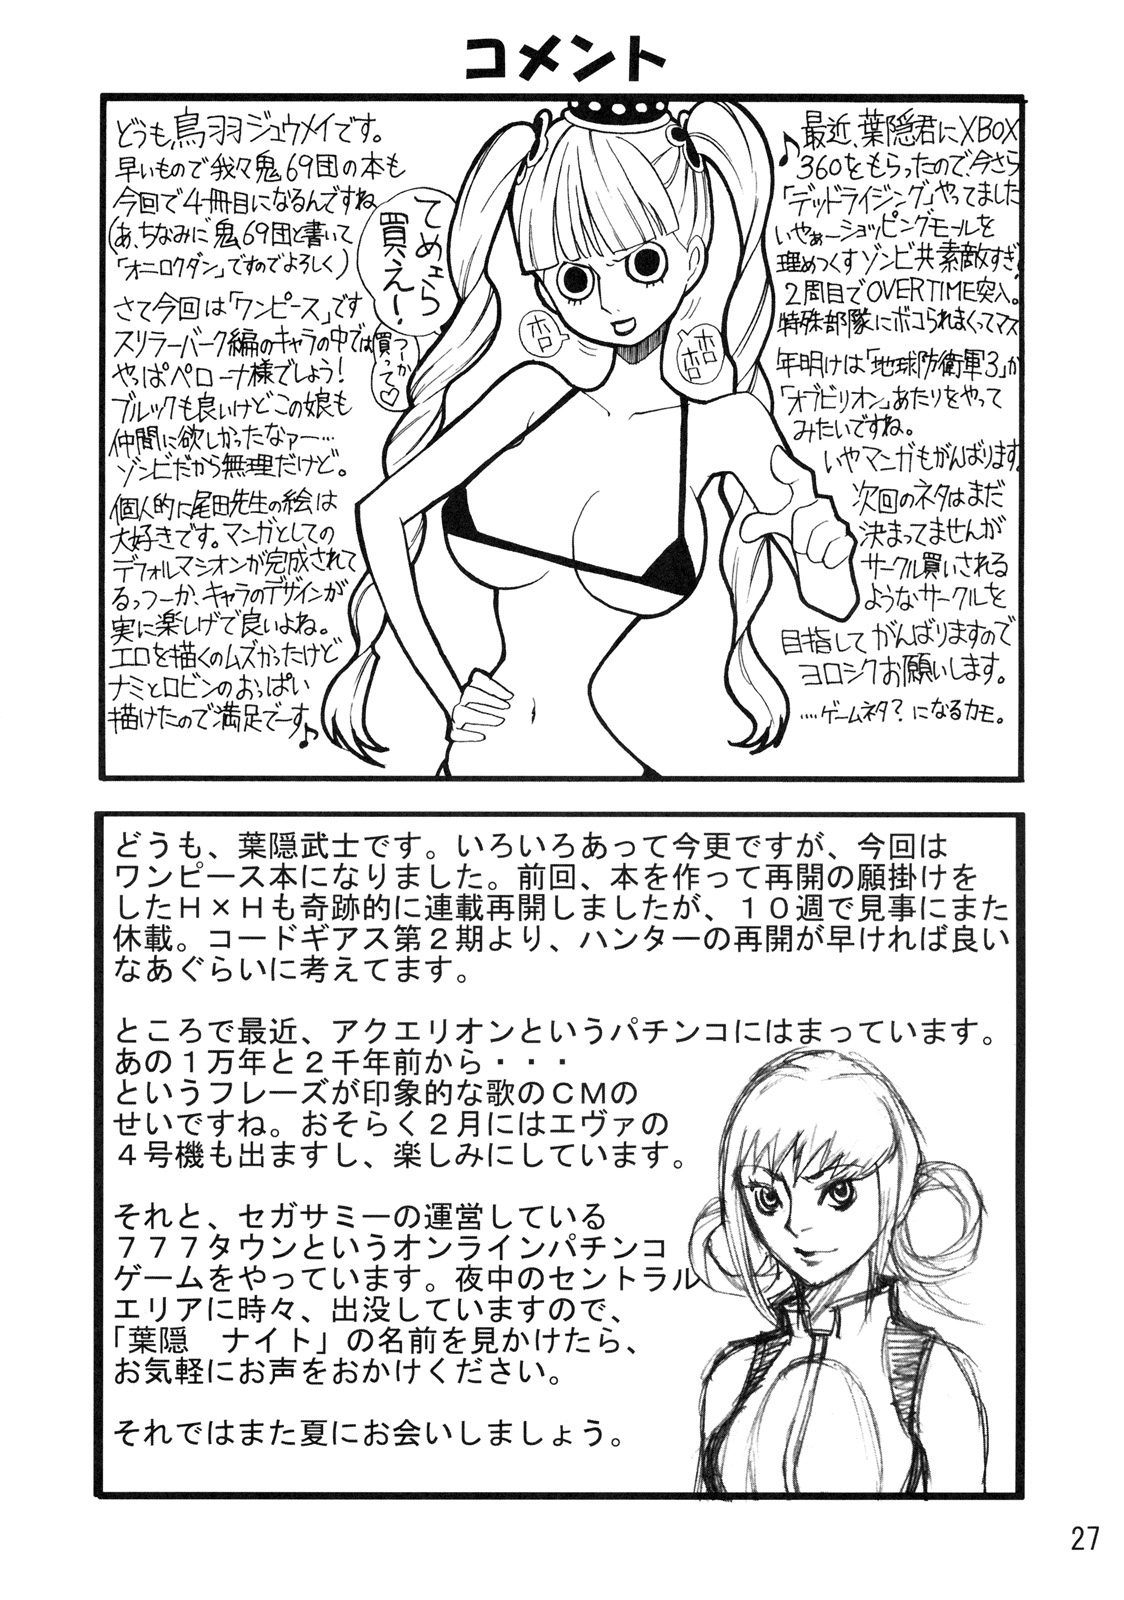 コメント
どうも鳥羽ジュウメイです。
早いもので我々鬼69団の本も
今回で4冊目になるんですね
(あ、ちなみに鬼69団と書いて
「オニロクダン」ですのでよろしく)
さて今回は「ワンピース」です
スリラーバーク編のキャラの中では
やっぱペローナ様でしょう!
ブルックも良いけどこの娘も
仲間に欲しかったなァー…
ゾンビだから無理だけど。
個人的に尾田先生の絵は
大好きです。マンガとしての
デフォルマシオンが完成されて
るっつーか、キャラのデザインが
実に楽しげで良いよね。
エロを描くのムズかったけど
ナミとロビンのおっぱい
描けたので満足でーす♪
てめェら
買え!
つーか
買って♡
ホロ
ホロ
ホロ
♪最近、葉隠君にXBOX
360をもらったので今さら
「デッドライジング」やってました
いやぁーショッピングモールを
埋めつくすゾンビ共素敵すぎ!
2周目でOVERTIME突入。
特殊部隊にボコられまくってマス
年明けは「地球防衛軍3」か
「オブビリオン」あたりをやって
みたいですね。
いやマンガもがんばります。
次回のネタはまだ
決まってませんが
サークル買いされる
ようなサークルを
目指してがんばりますので
ヨロシクお願いします。
‥‥ゲームネタ?になるカモ。
どうも、葉隠武士です。いろいろあって今更ですが、今回は
ワンピース本になりました。前回、本を作って再開の願掛けを
したH×Hも奇跡的に連載再開しましたが、10週で見事にまた
休載。コードギアス第2期より、ハンターの再開が早ければ良い
なあぐらいに考えてます。
ところで最近、アクエリオンというパチンコにはまっています。
あの1万年と2千年前から・・・
というフレーズが印象的な歌のCMの
せいですね。おそらく2月にはエヴァの
4号機も出ますし、楽しみにしています。
それと、セガサミーの運営している
777タウンというオンラインパチンコ
ゲームをやっています。夜中のセントラル
エリアに時々、出没していますので、
「葉隠　ナイト」の名前を見かけたら、
お気軽にお声をおかけください。
それではまた夏にお会いしましょう。
27